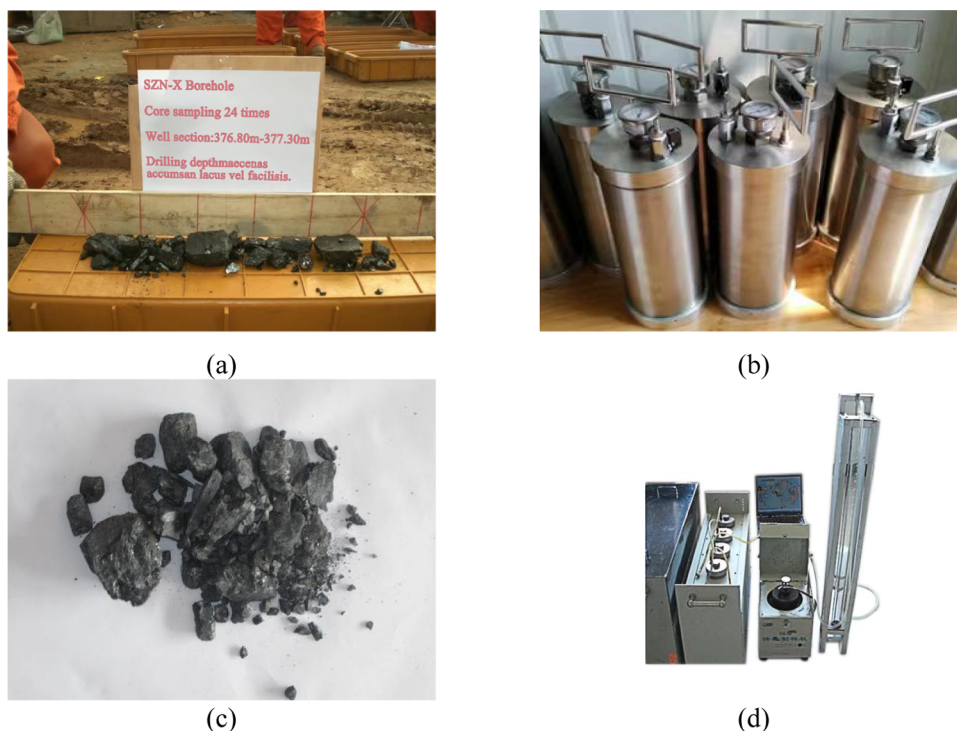 SZN-X Borehole
Core sampling 24 times
Well section:376.80m-377.30m
Drilling depthmaecenas
accumsan lacus vel facilisis.
(a)
(b)
(c)
(d)